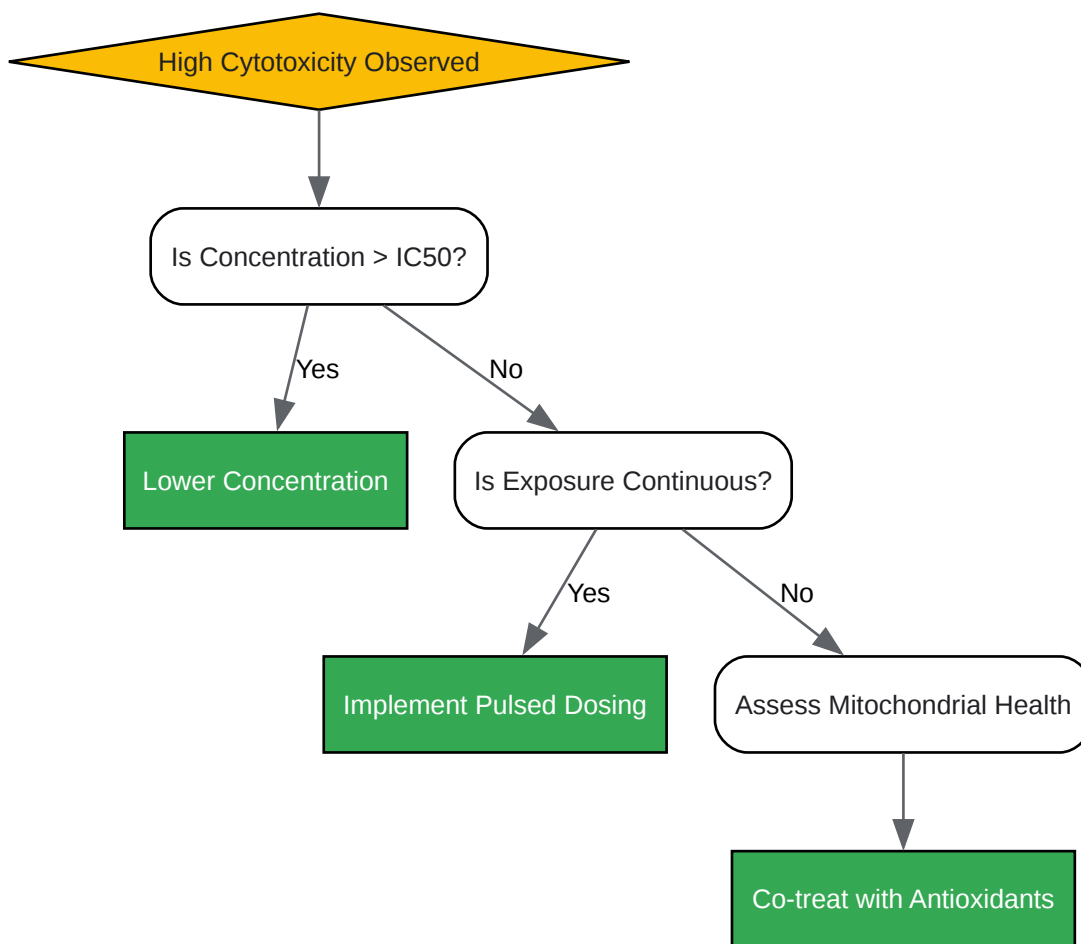 High Cytotoxicity Observed
Is Concentration > IC50?
Yes
No
Lower Concentration
Is Exposure Continuous?
Yes
No
Implement Pulsed Dosing
Assess Mitochondrial Health
Co-treat with Antioxidants